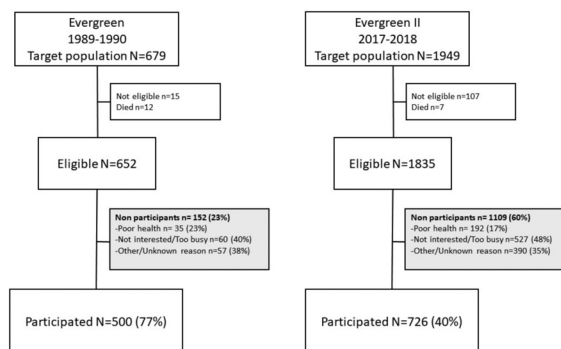 Evergreen
1989-1990
Target population N=679
Not eligible n=15
Died n=12
Eligible N=652
Non participants n= 152 (23%)
-Poor health n= 35 (23%)
-Not interested/Too busy n=60 (40%)
-Other/Unknown reason n=57 (38%)
Participated N=500 (77%)
Evergreen II
2017-2018
Target population N=1949
Not eligible n=107
Died n=7
Eligible N=1835
Non participants n= 1109 (60%)
-Poor health n= 192 (17%)
-Not interested/Too busy n=527 (48%)
-Other/Unknown reason n=390 (35%)
Participated N=726 (40%)